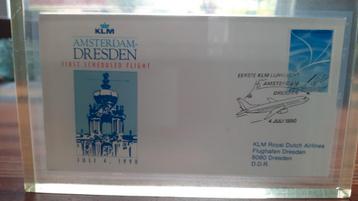 KLM
AMSTERDAM-
DRESDEN
FIRST SCHEDULED FLIGHT
JULY 4, 1990
EERSTE KLM LIJNVLUCHT
AMSTERDAM
DRESDEN
4 JULY 1990
KLM Royal Dutch Airlines
Flughafen Dresden
8080 Dresden
D.D.R.